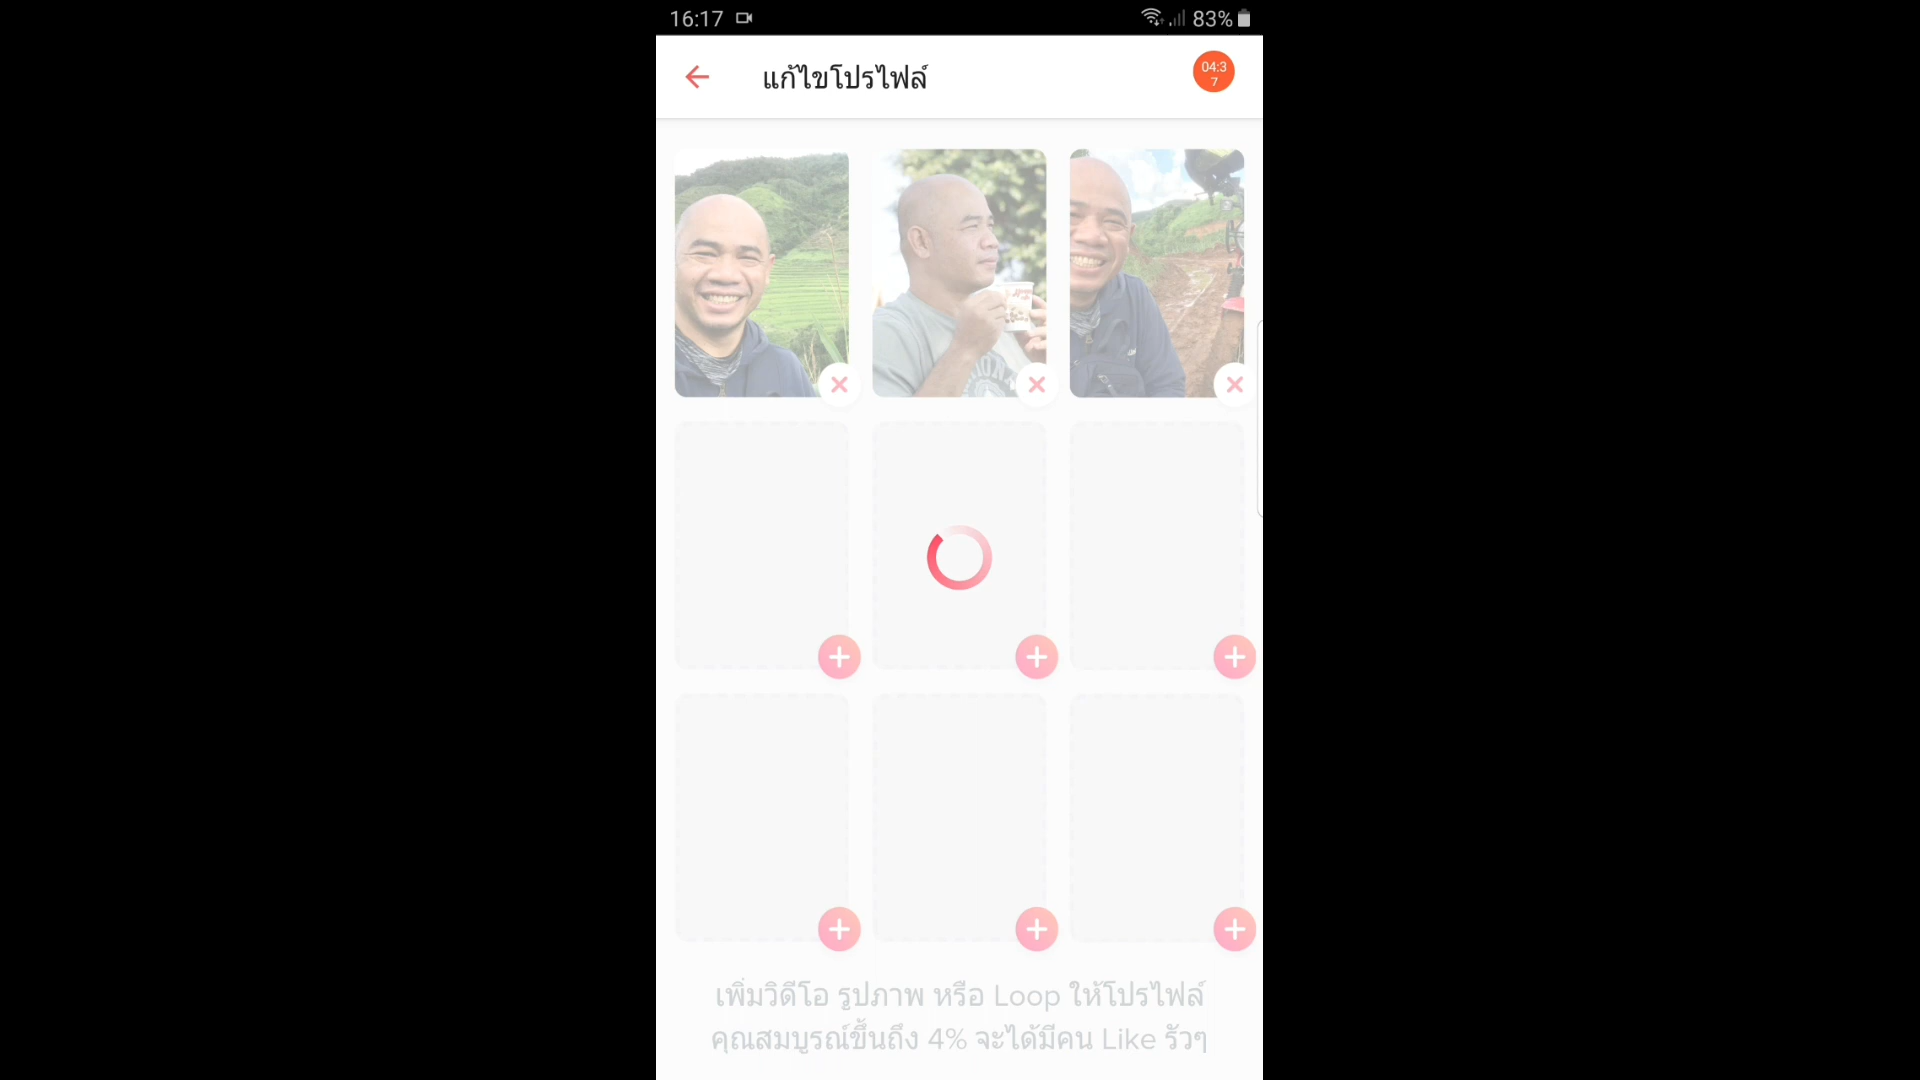 16:17
83%
แก้ไขโปรไฟล์
04:3
7
เพิ่มวิดีโอ รูปภาพ หรือ Loop ให้โปรไฟล์
คุณสมบูรณ์ขึ้นถึง 4% จะได้มีคน Like รัวๆ